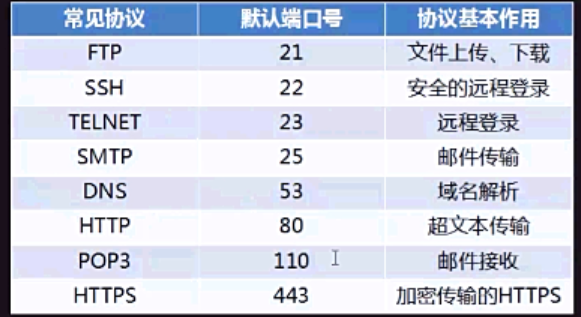 常见协议 默认端口号 协议基本作用
FTP 21 文件上传、下载
SSH 22 安全的远程登录
TELNET 23 远程登录
SMTP 25 邮件传输
DNS 53 域名解析
HTTP 80 超文本传输
POP3 110 邮件接收
HTTPS 443 加密传输的HTTPS